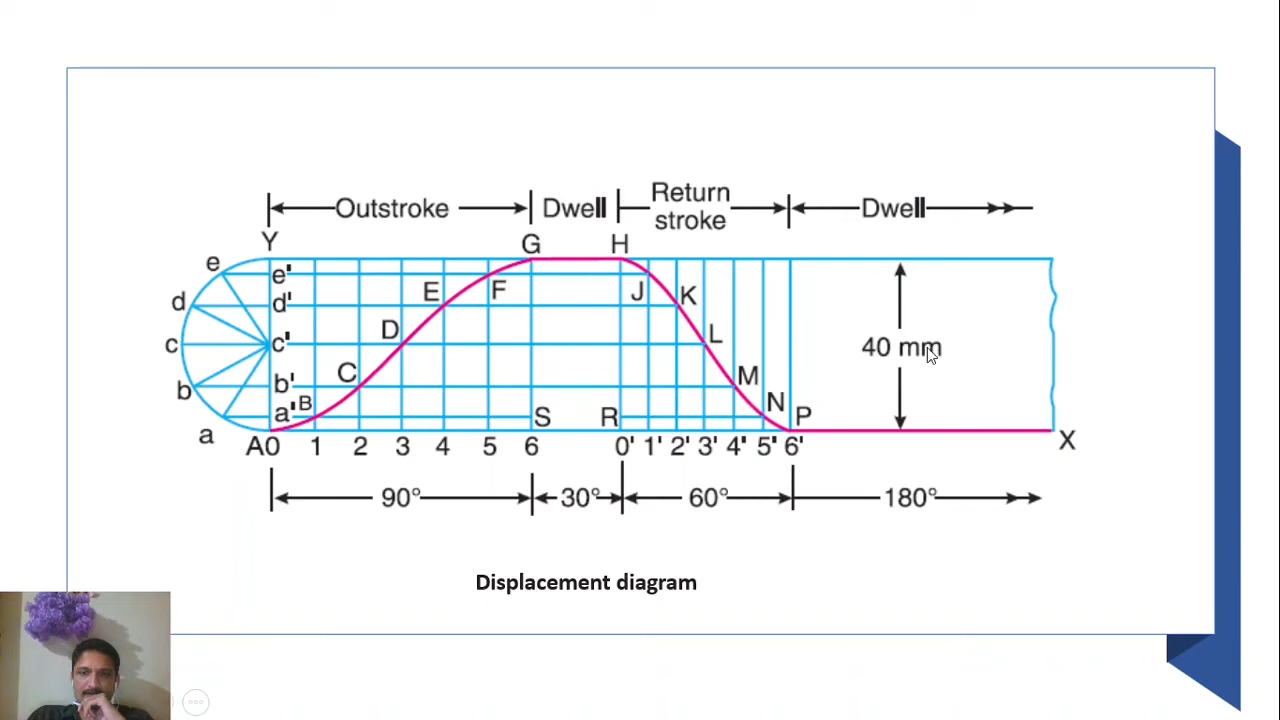 Outstroke Dwell Return stroke Dwell
Y G H
e e'
E F J K
d d'
D L
c c' 40 mm
C M
b b'
a a' B S R N P
A0 1 2 3 4 5 6 0' 1' 2' 3' 4' 5' 6' X
90° 30° 60° 180°
Displacement diagram